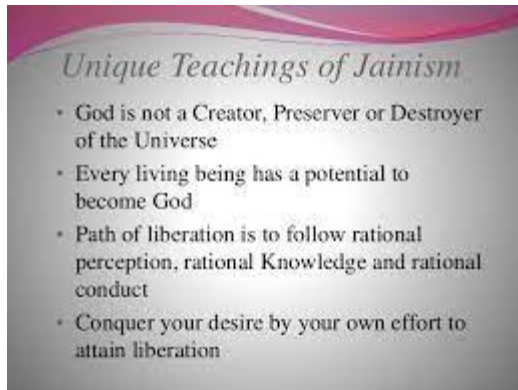 Unique Teachings of Jainism
• God is not a Creator, Preserver or Destroyer
of the Universe
• Every living being has a potential to
become God
• Path of liberation is to follow rational
perception, rational Knowledge and rational
conduct
• Conquer your desire by your own effort to
attain liberation